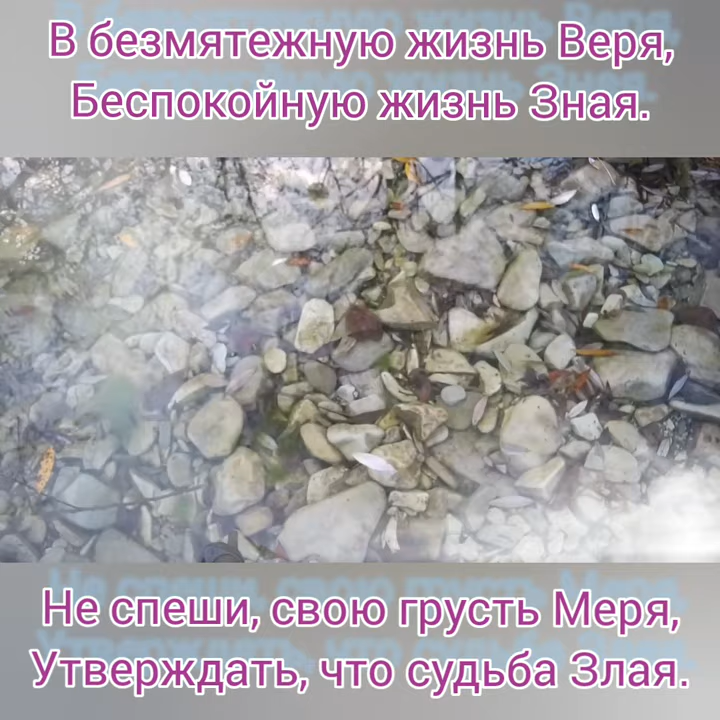 В безмятежную жизнь Веря,
Беспокойную жизнь Зная.
Не спеши, свою грусть Меря,
Утверждать, что судьба Злая.